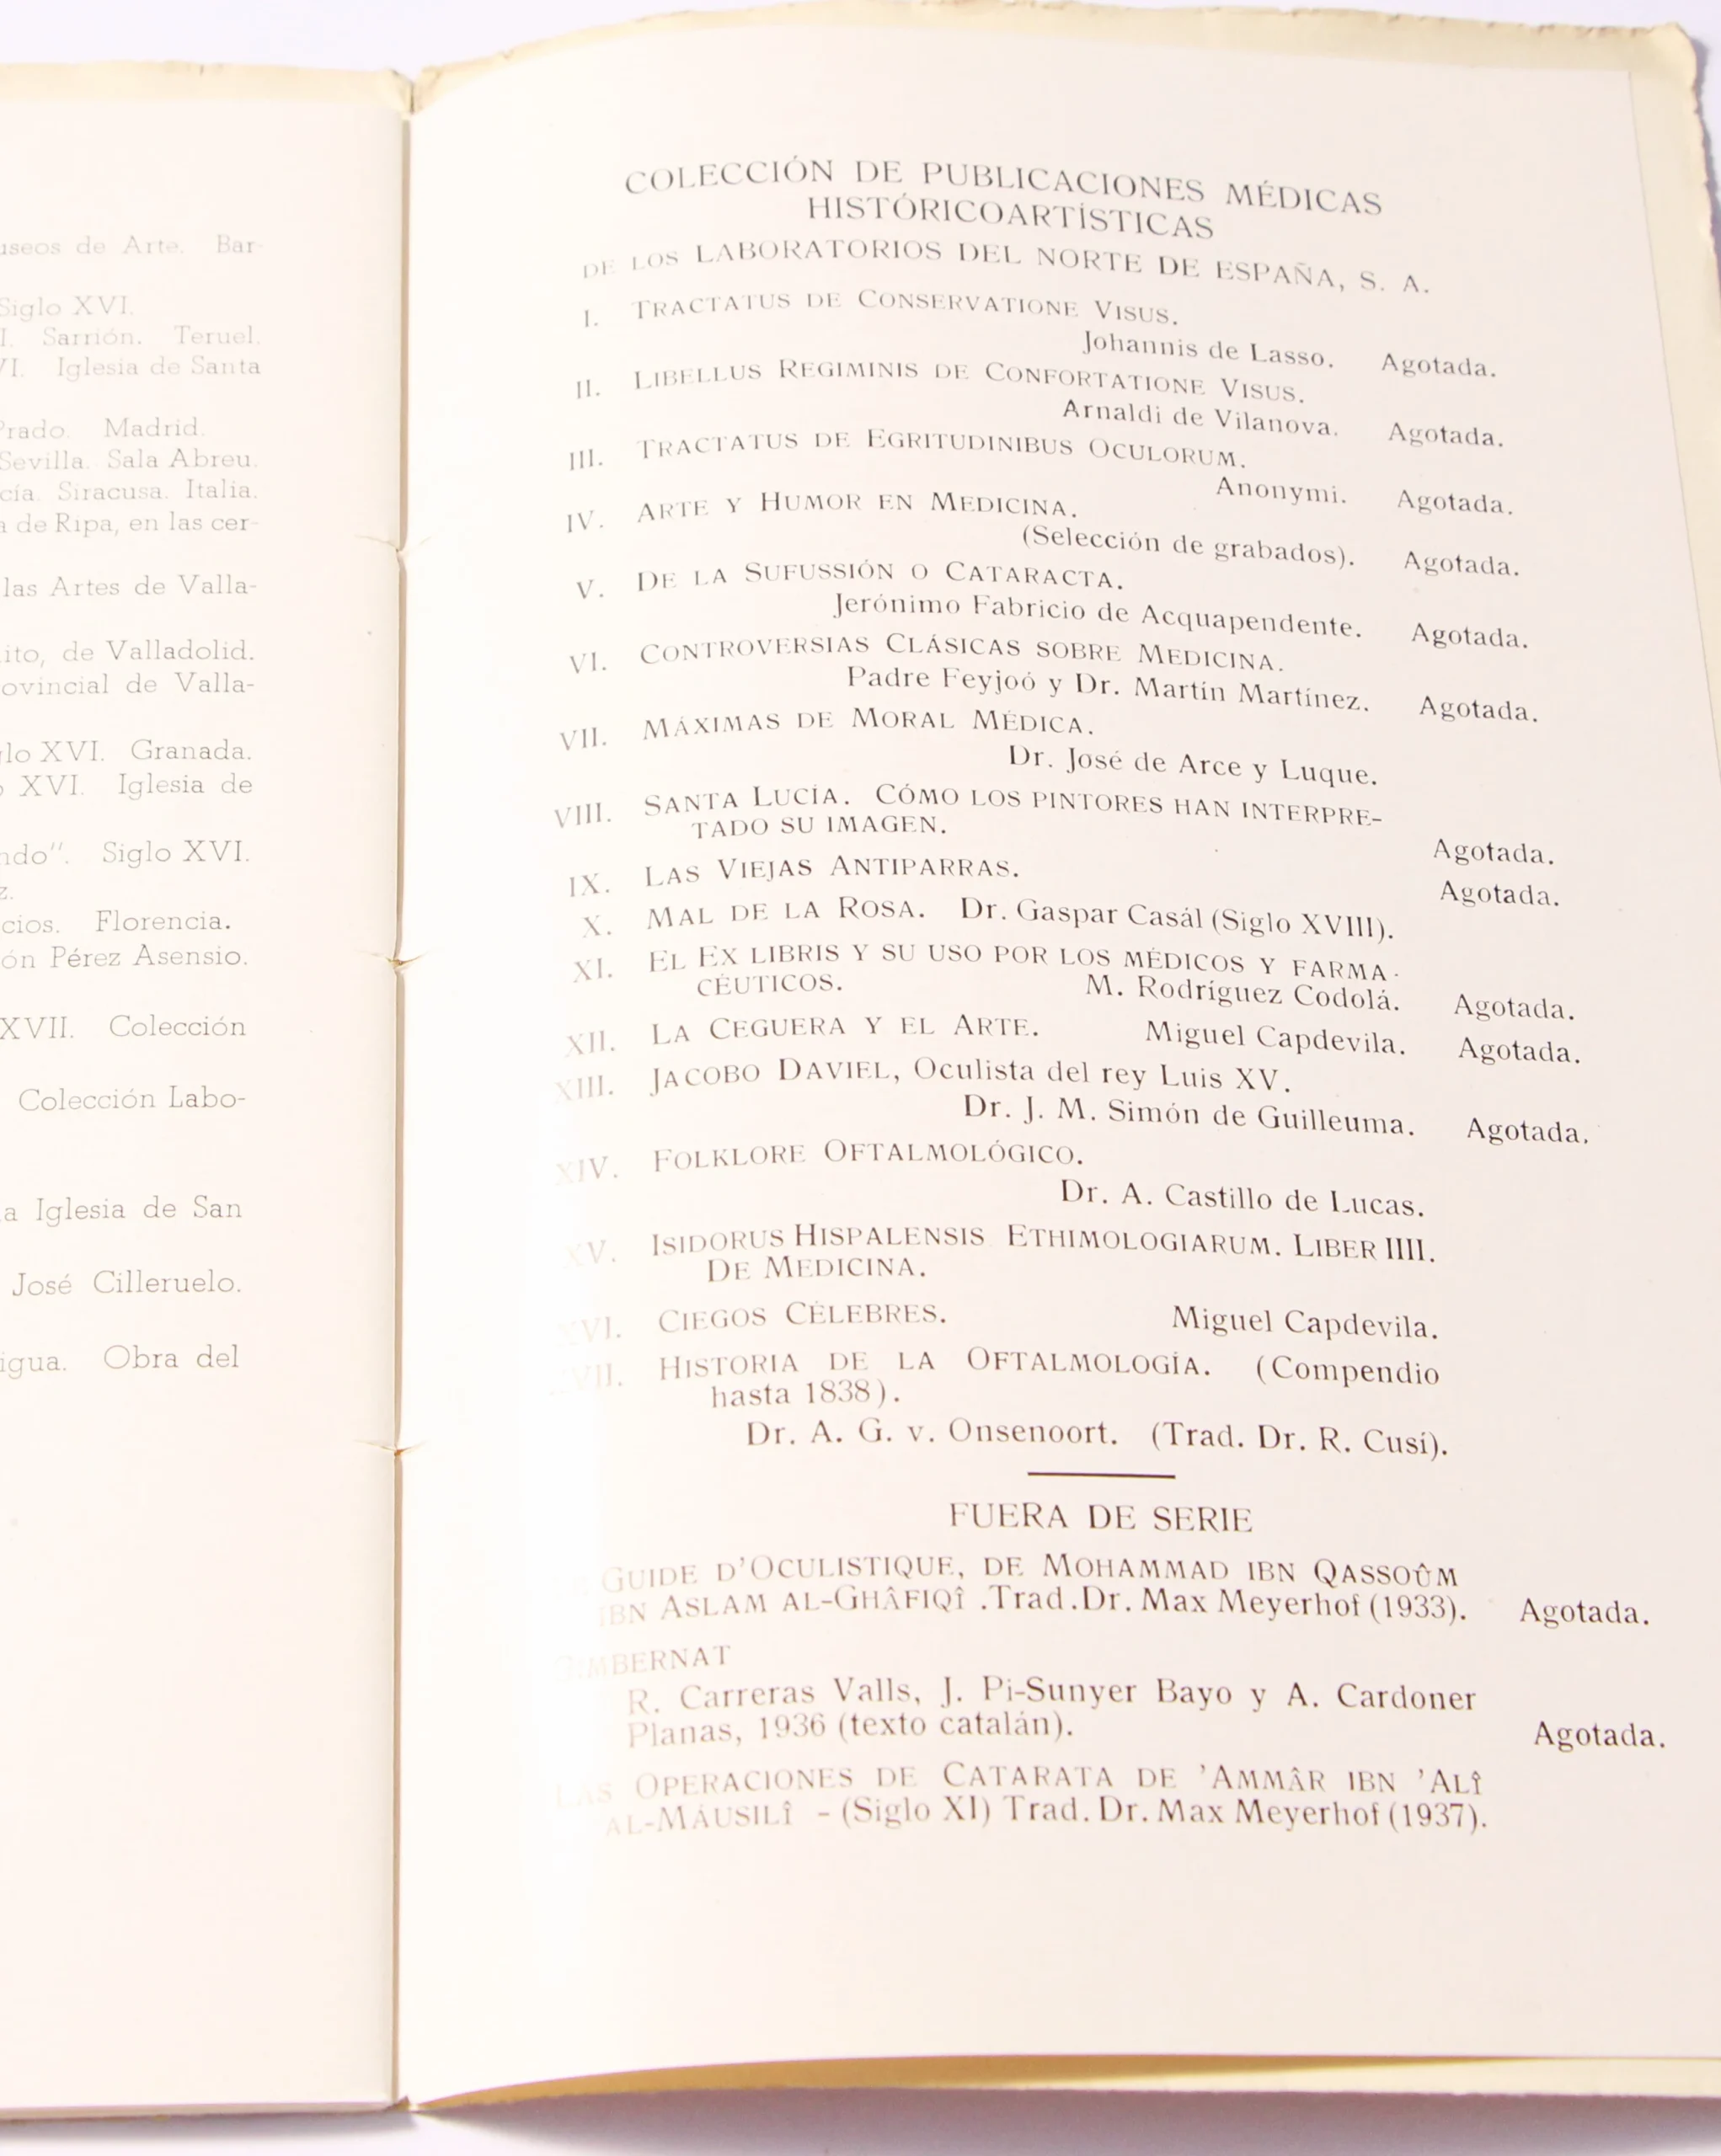 useos de Arte. Bar-
Siglo XVI.
I. Sarrión. Teruel.
VI. Iglesia de Santa
Prado. Madrid.
Sevilla. Sala Abreu.
cía. Siracusa. Italia.
a de Ripa, en las cer-
las Artes de Valla-
ito, de Valladolid.
ovincial de Valla-
glo XVI. Granada.
o XVI. Iglesia de
ndo". Siglo XVI.
z.
cios. Florencia.
ón Pérez Asensio.
XVII. Colección
Colección Labo-
a Iglesia de San
José Cilleruelo.
igua. Obra del
COLECCIÓN DE PUBLICACIONES MÉDICAS
HISTÓRICOARTÍSTICAS
DE LOS LABORATORIOS DEL NORTE DE ESPAÑA, S. A.
I. TRACTATUS DE CONSERVATIONE VISUS.
Johannis de Lasso. Agotada.
II. LIBELLUS REGIMINIS DE CONFORTATIONE VISUS.
Arnaldi de Vilanova. Agotada.
III. TRACTATUS DE EGRITUDINIBUS OCULORUM.
Anonymi. Agotada.
IV. ARTE Y HUMOR EN MEDICINA.
(Selección de grabados). Agotada.
V. DE LA SUFUSSIÓN O CATARACTA.
Jerónimo Fabricio de Acquapendente. Agotada.
VI. CONTROVERSIAS CLÁSICAS SOBRE MEDICINA.
Padre Feyjoó y Dr. Martín Martínez. Agotada.
VII. MÁXIMAS DE MORAL MÉDICA.
Dr. José de Arce y Luque.
VIII. SANTA LUCÍA. CÓMO LOS PINTORES HAN INTERPRE-
TADO SU IMAGEN. Agotada.
IX. LAS VIEJAS ANTIPARRAS. Agotada.
X. MAL DE LA ROSA. Dr. Gaspar Casál (Siglo XVIII).
XI. EL EX LIBRIS Y SU USO POR LOS MÉDICOS Y FARMA-
CÉUTICOS. M. Rodríguez Codolá. Agotada.
XII. LA CEGUERA Y EL ARTE. Miguel Capdevila. Agotada.
XIII. JACOBO DAVIEL, Oculista del rey Luis XV.
Dr. J. M. Simón de Guilleuma. Agotada.
XIV. FOLKLORE OFTALMOLÓGICO.
Dr. A. Castillo de Lucas.
XV. ISIDORUS HISPALENSIS ETHIMOLOGIARUM. LIBER IIII.
DE MEDICINA.
XVI. CIEGOS CÉLEBRES. Miguel Capdevila.
XVII. HISTORIA DE LA OFTALMOLOGÍA. (Compendio
hasta 1838).
Dr. A. G. v. Onsenoort. (Trad. Dr. R. Cusí).
FUERA DE SERIE
GUIDE D'OCULISTIQUE, DE MOHAMMAD IBN QASSOÛM
IBN ASLAM AL-GHÂFIQÎ .Trad.Dr. Max Meyerhof (1933). Agotada.
GIMBERNAT
R. Carreras Valls, J. Pi-Sunyer Bayo y A. Cardoner
Planas, 1936 (texto catalán). Agotada.
LAS OPERACIONES DE CATARATA DE 'AMMÂR IBN 'ALÎ
AL-MÁUSILÎ - (Siglo XI) Trad. Dr. Max Meyerhof (1937).